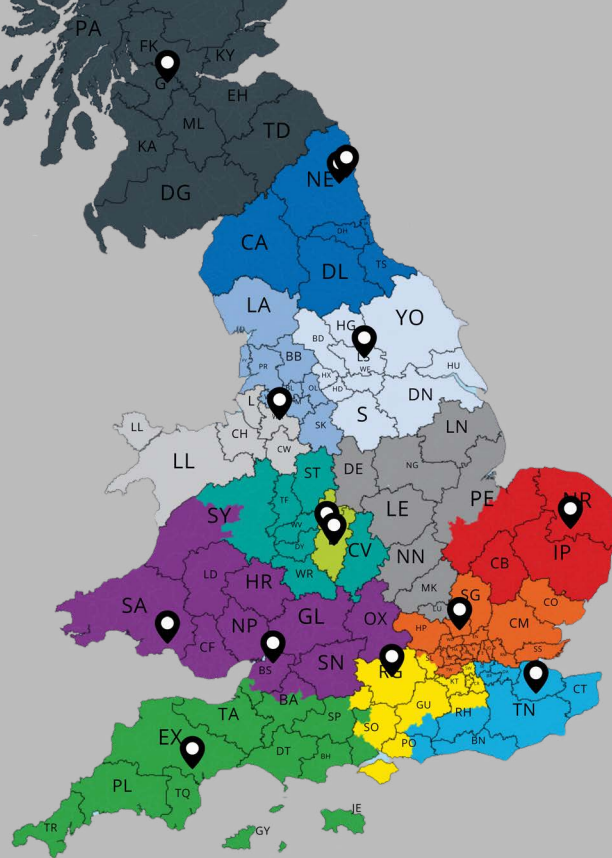 PA
FK
KY
G
EH
ML
TD
KA
DG
NE
CA
DH
DL
TS
LA
YO
HG
BD
BB
LS
PR
HX
WF
HU
HD
OL
DN
L
S
SK
LN
LL
CH
CW
LL
ST
DE
NG
TF
SY
PE
NR
LE
WV
CV
DY
IP
CB
NN
WR
LD
HR
MK
SG
LU
CO
SA
NP
GL
OX
HP
CM
CF
SS
BS
SN
RG
KT
CT
BA
GU
TN
TA
SP
RH
SO
EX
DT
PO
BN
BH
PL
TQ
TR
JE
GY